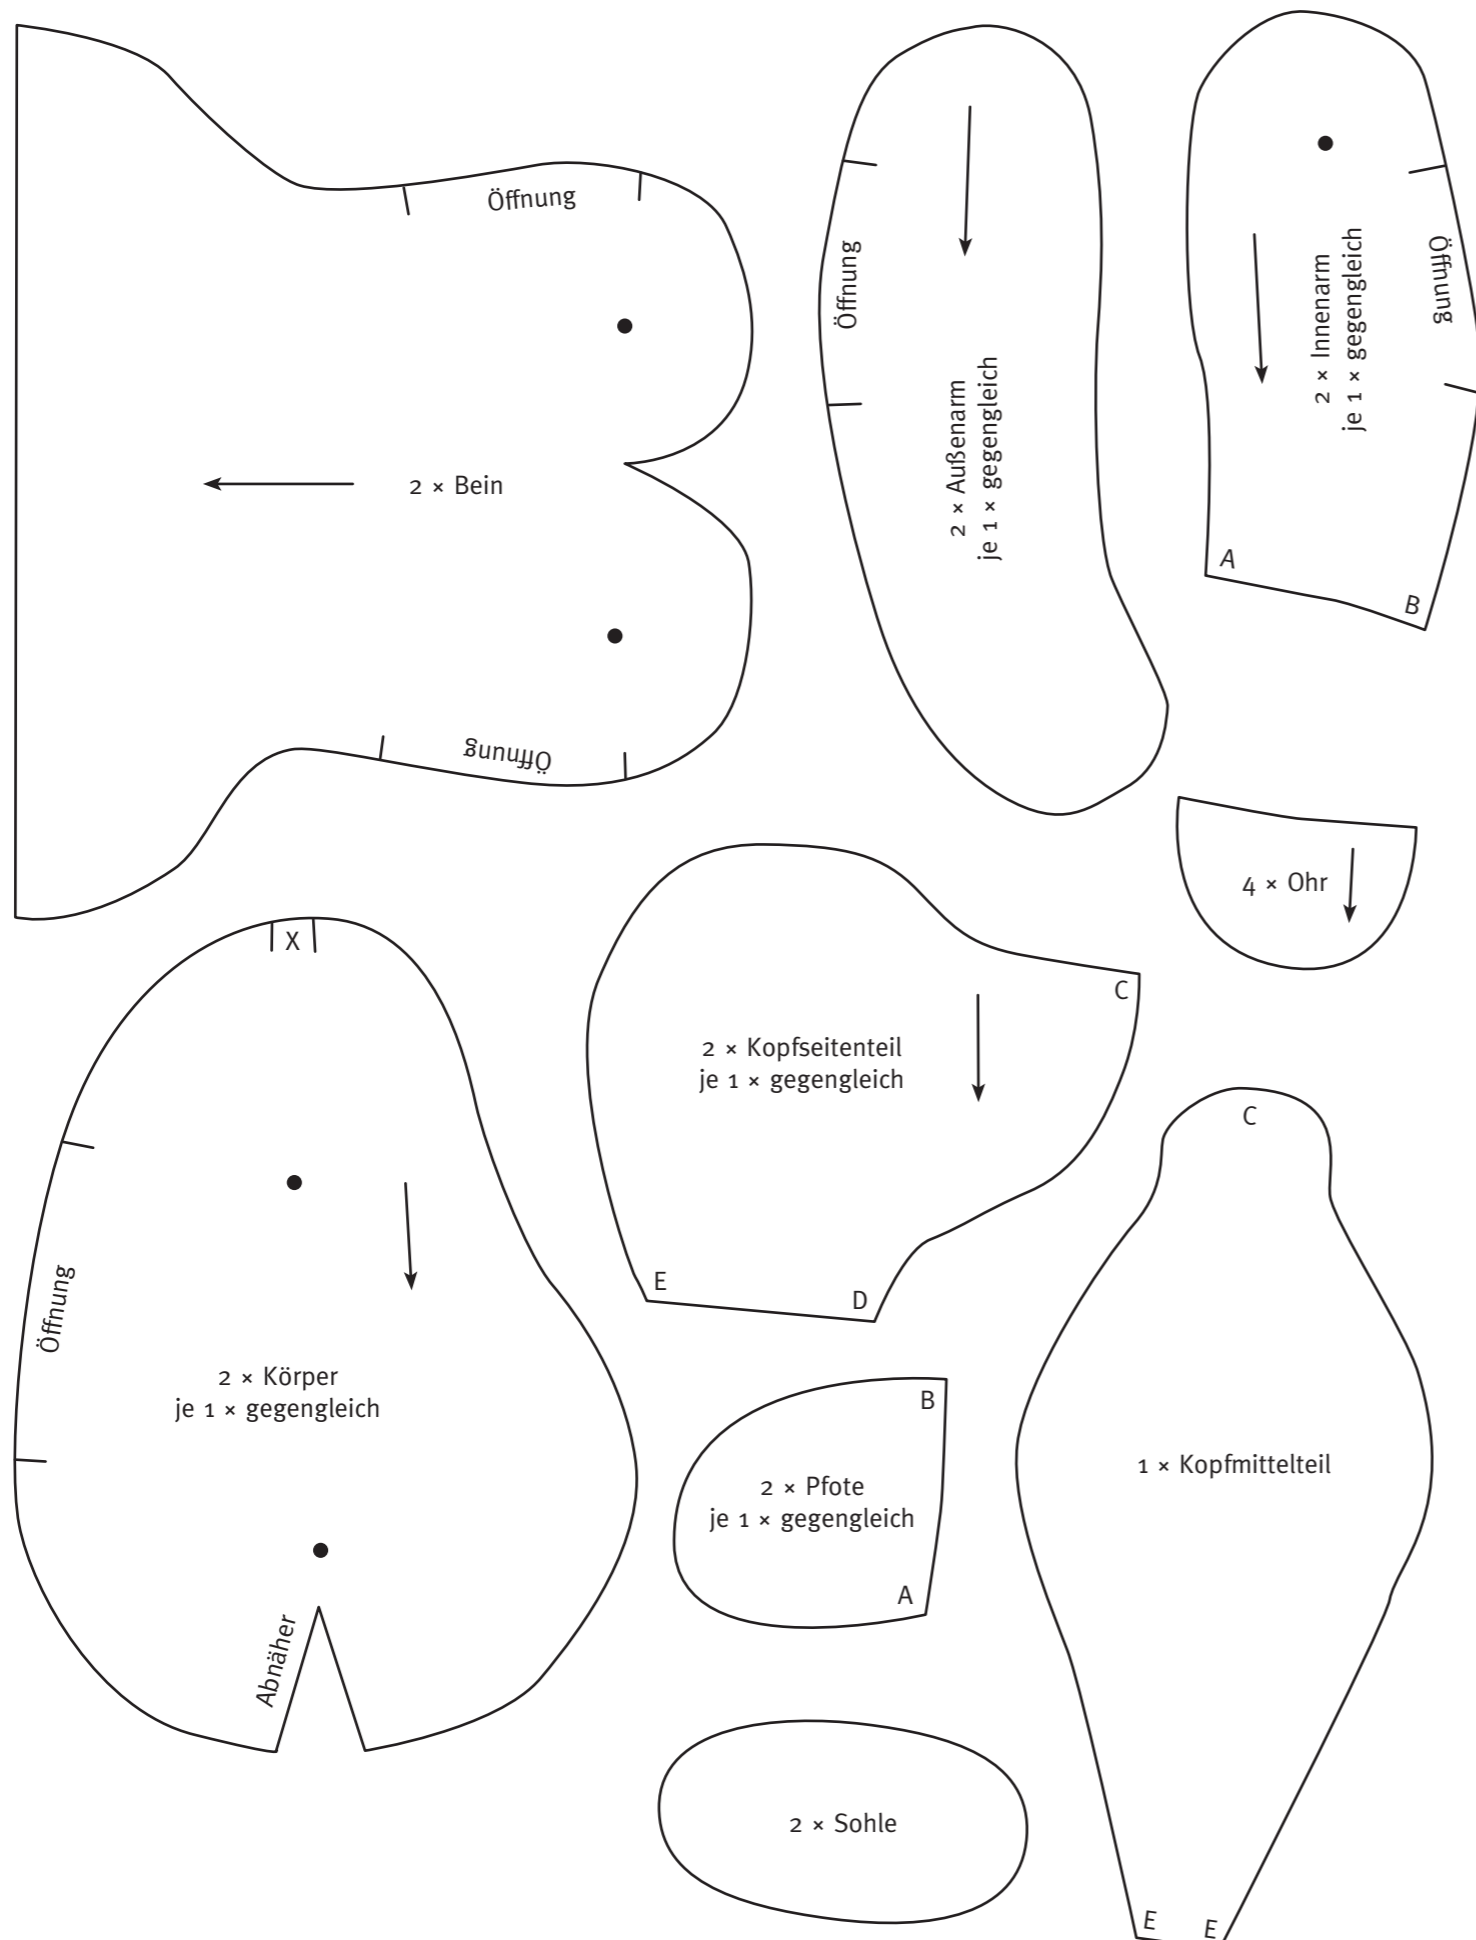 Öffnung
2 × Bein
Öffnung
Öffnung
2 × Außenarm
je 1 × gegengleich
2 × Innenarm
je 1 × gegengleich
Öffnung
A
B
4 × Ohr
X
Öffnung
2 × Körper
je 1 × gegengleich
Abnäher
2 × Kopfseitenteil
je 1 × gegengleich
C
E
D
B
2 × Pfote
je 1 × gegengleich
A
2 × Sohle
C
1 × Kopfmittelteil
E
E